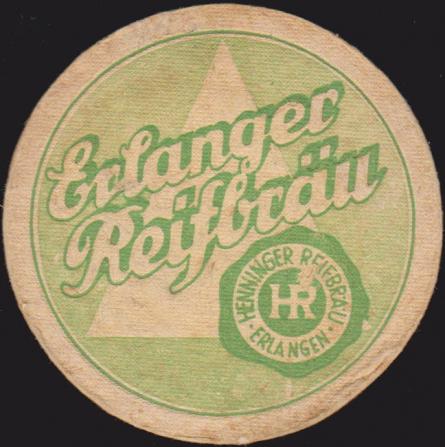 Erlanger
Reifbräu
HENNINGER REIFBRÄU
· ERLANGEN ·
HR